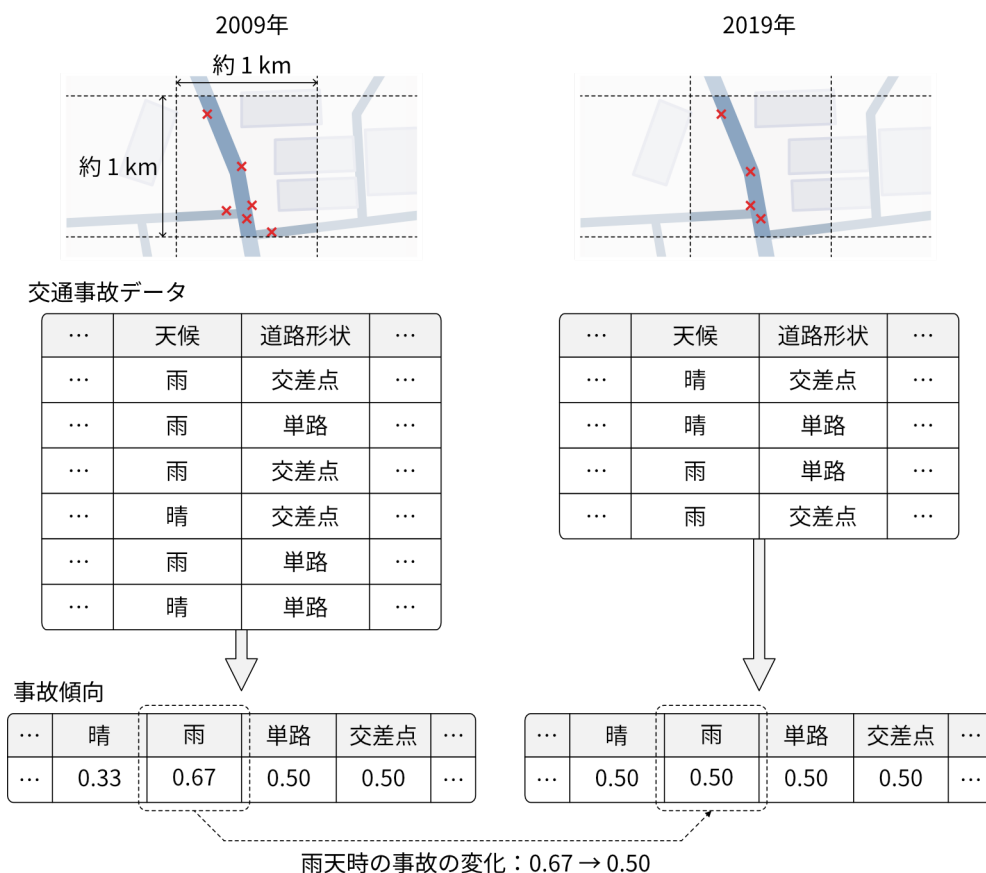 2009年
2019年
約 1 km
約 1 km
交通事故データ
… 天候 道路形状 …
… 雨 交差点 …
… 雨 単路 …
… 雨 交差点 …
… 晴 交差点 …
… 雨 単路 …
… 晴 単路 …
… 天候 道路形状 …
… 晴 交差点 …
… 晴 単路 …
… 雨 単路 …
… 雨 交差点 …
事故傾向
… 晴 雨 単路 交差点 …
… 0.33 0.67 0.50 0.50 …
… 晴 雨 単路 交差点 …
… 0.50 0.50 0.50 0.50 …
雨天時の事故の変化：0.67 → 0.50